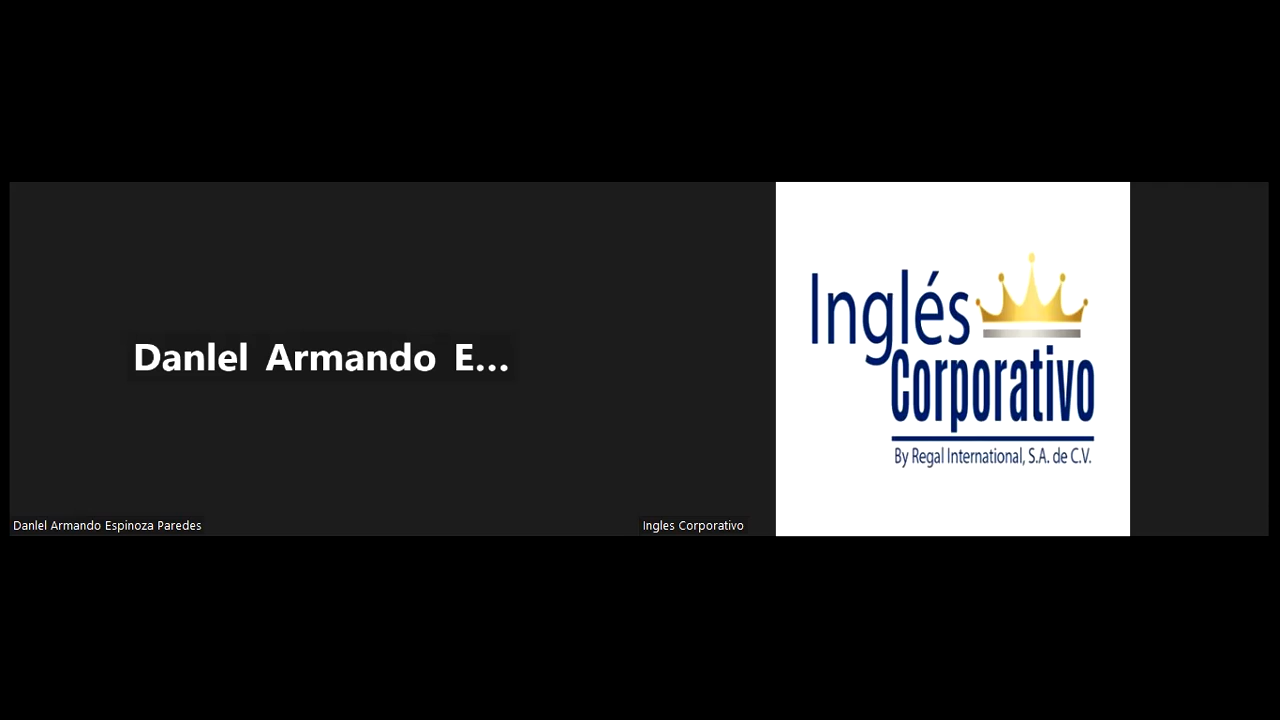 Danlel Armando E...
Inglés
Corporativo
By Regal International, S.A. de C.V.
Danlel Armando Espinoza Paredes
Ingles Corporativo